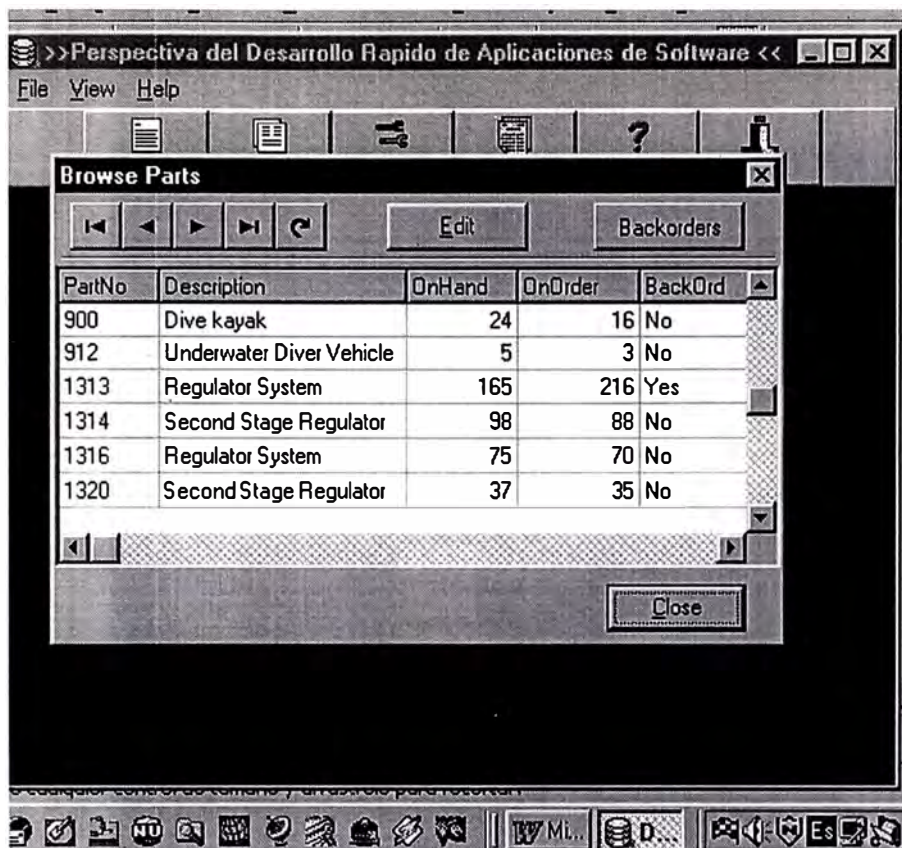 >>Perspectiva del Desarrollo Rapido de Aplicaciones de Software <<
File View Help
Browse Parts
Edit Backorders
PartNo Description OnHand OnOrder BackOrd
900 Dive kayak 24 16 No
912 Underwater Diver Vehicle 5 3 No
1313 Regulator System 165 216 Yes
1314 Second Stage Regulator 98 88 No
1316 Regulator System 75 70 No
1320 Second Stage Regulator 37 35 No
Close
Mi... D... Es